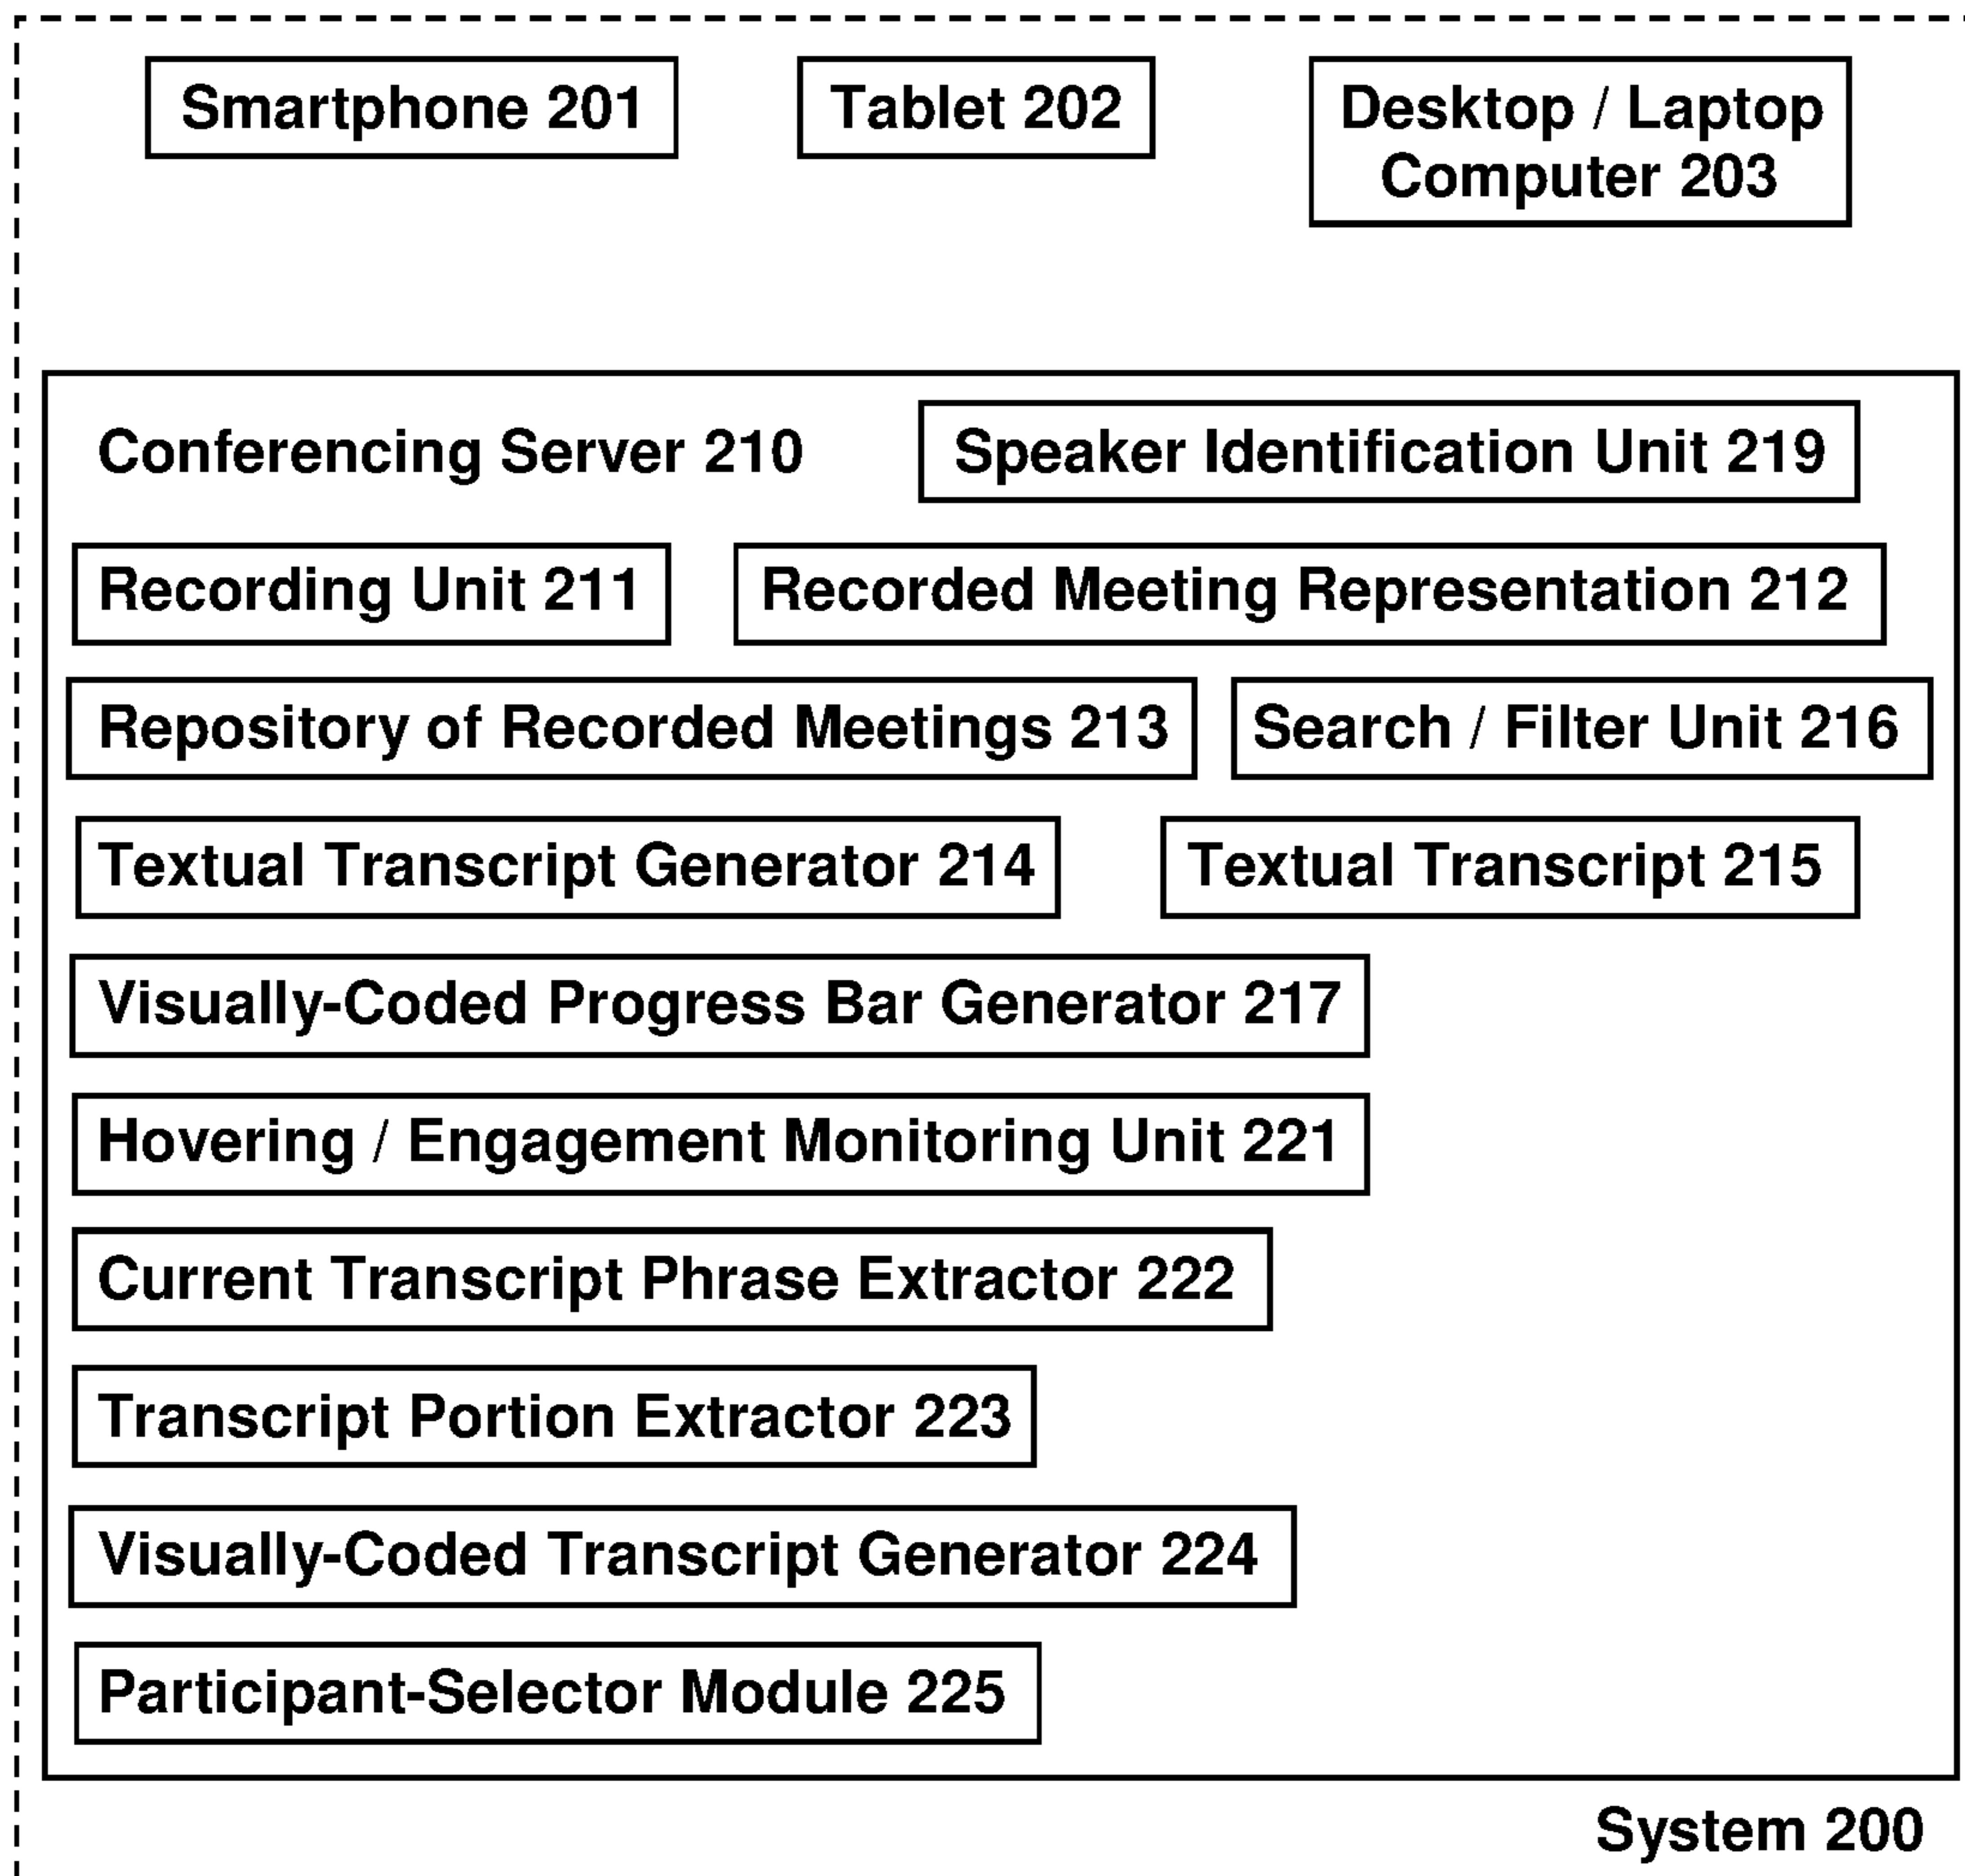 Smartphone 201
Tablet 202
Desktop / Laptop
Computer 203
Conferencing Server 210
Speaker Identification Unit 219
Recording Unit 211
Recorded Meeting Representation 212
Repository of Recorded Meetings 213
Search / Filter Unit 216
Textual Transcript Generator 214
Textual Transcript 215
Visually-Coded Progress Bar Generator 217
Hovering / Engagement Monitoring Unit 221
Current Transcript Phrase Extractor 222
Transcript Portion Extractor 223
Visually-Coded Transcript Generator 224
Participant-Selector Module 225
System 200